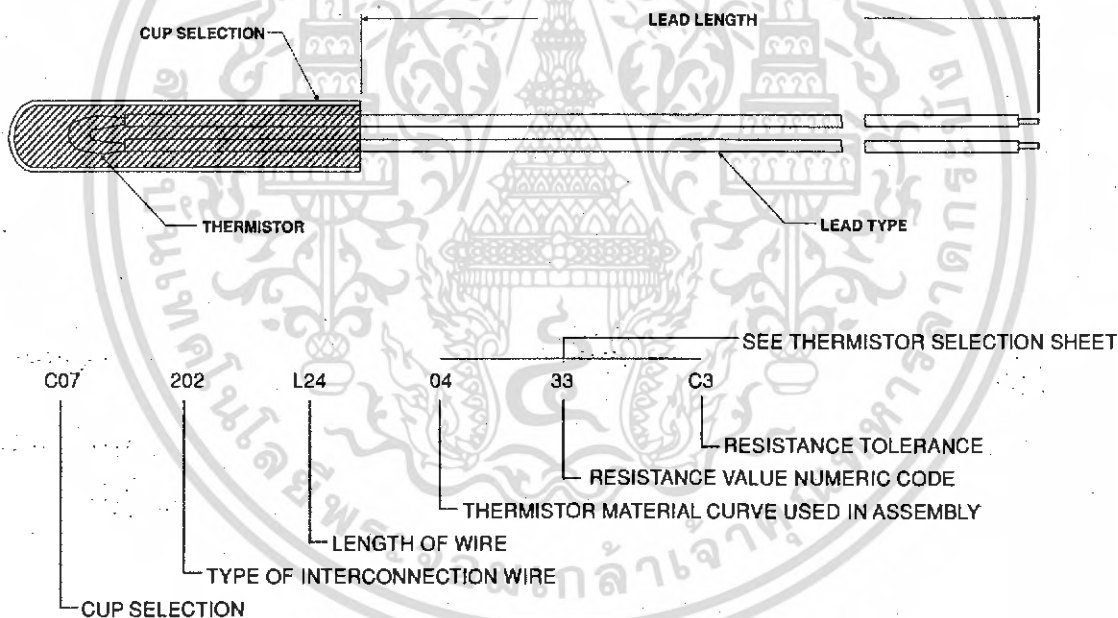 LEAD LENGTH
CUP SELECTION
THERMISTOR
LEAD TYPE
SEE THERMISTOR SELECTION SHEET
C07 202 L24 04 33 C3
RESISTANCE TOLERANCE
RESISTANCE VALUE NUMERIC CODE
THERMISTOR MATERIAL CURVE USED IN ASSEMBLY
LENGTH OF WIRE
TYPE OF INTERCONNECTION WIRE
CUP SELECTION